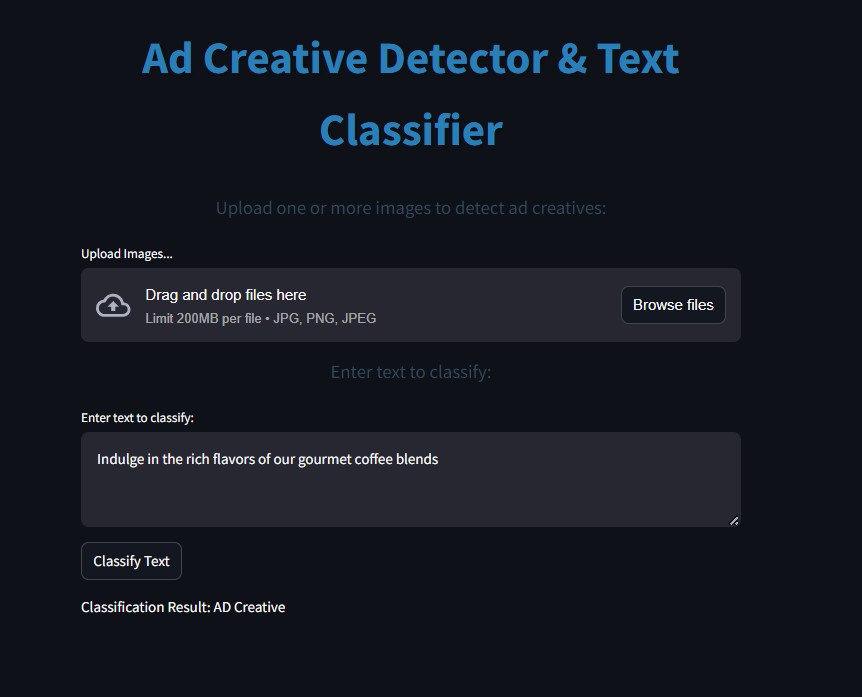 Ad Creative Detector & Text
Classifier
Upload one or more images to detect ad creatives:
Upload Images...
Drag and drop files here
Limit 200MB per file • JPG, PNG, JPEG
Browse files
Enter text to classify:
Enter text to classify:
Indulge in the rich flavors of our gourmet coffee blends
Classify Text
Classification Result: AD Creative